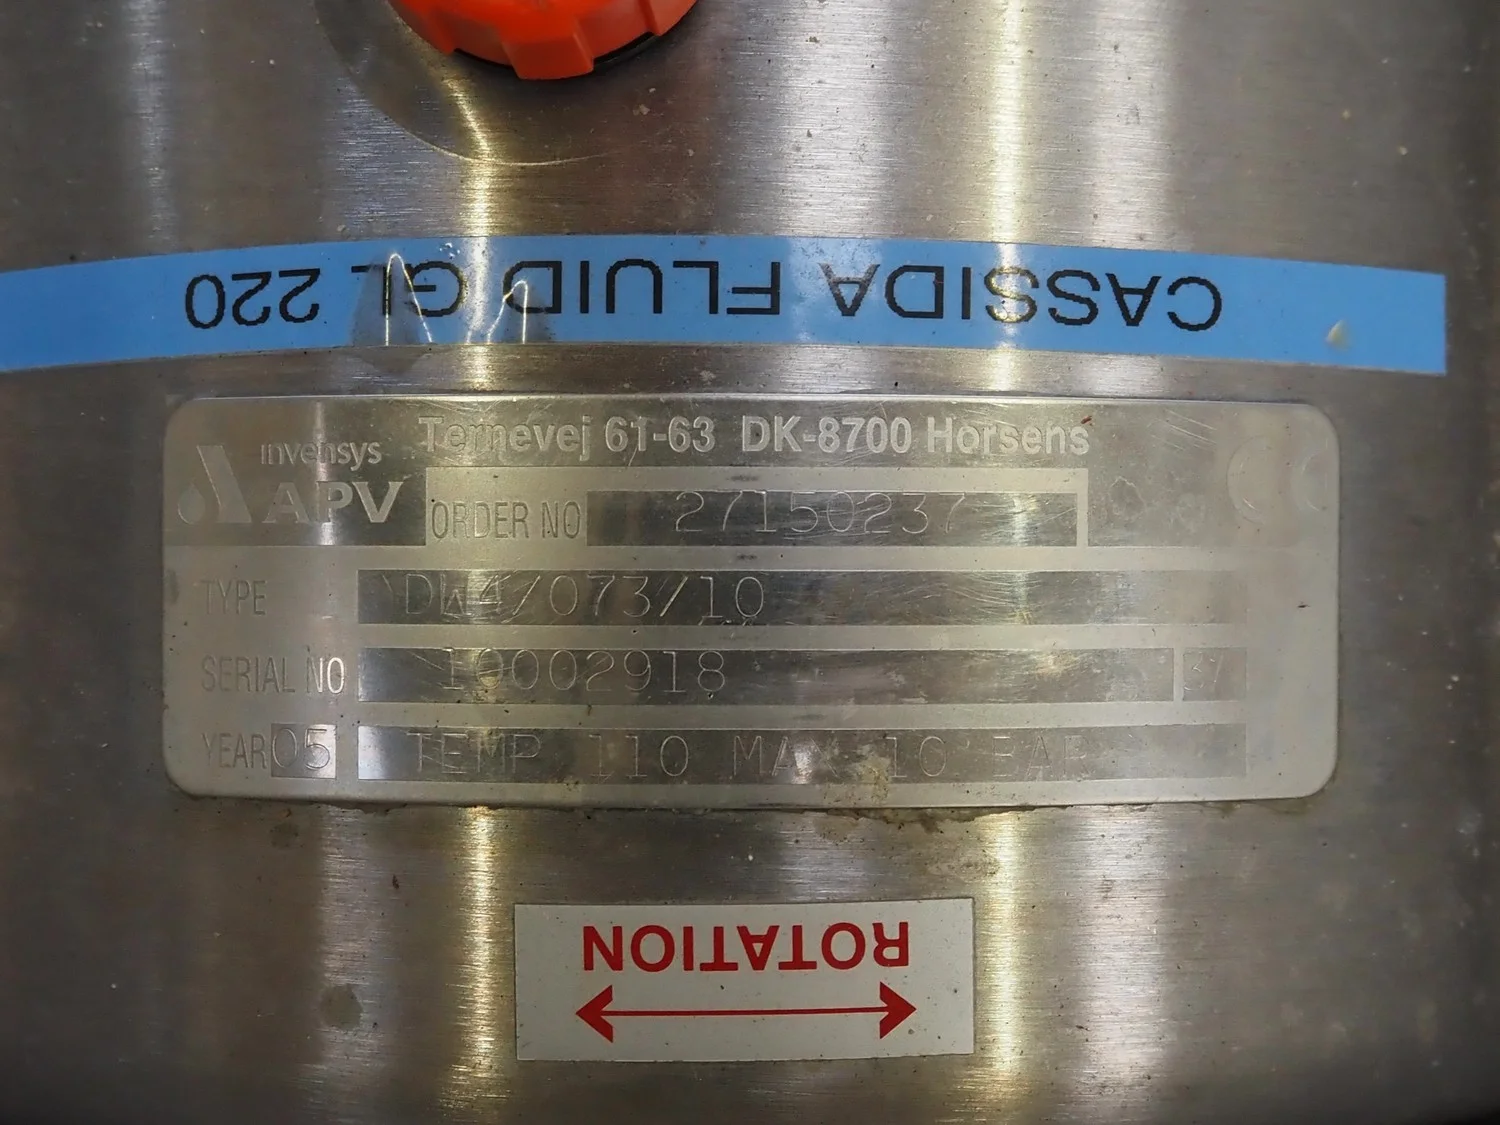 CASSIDA FLUID GL 220
invensys
APV
Ternevej 61-63 DK-8700 Horsens
ORDER NO 27150237
TYPE DW4/073/10
SERIAL NO 10002918 37
YEAR 05 TEMP 110 MAX 10 BAR
ROTATION